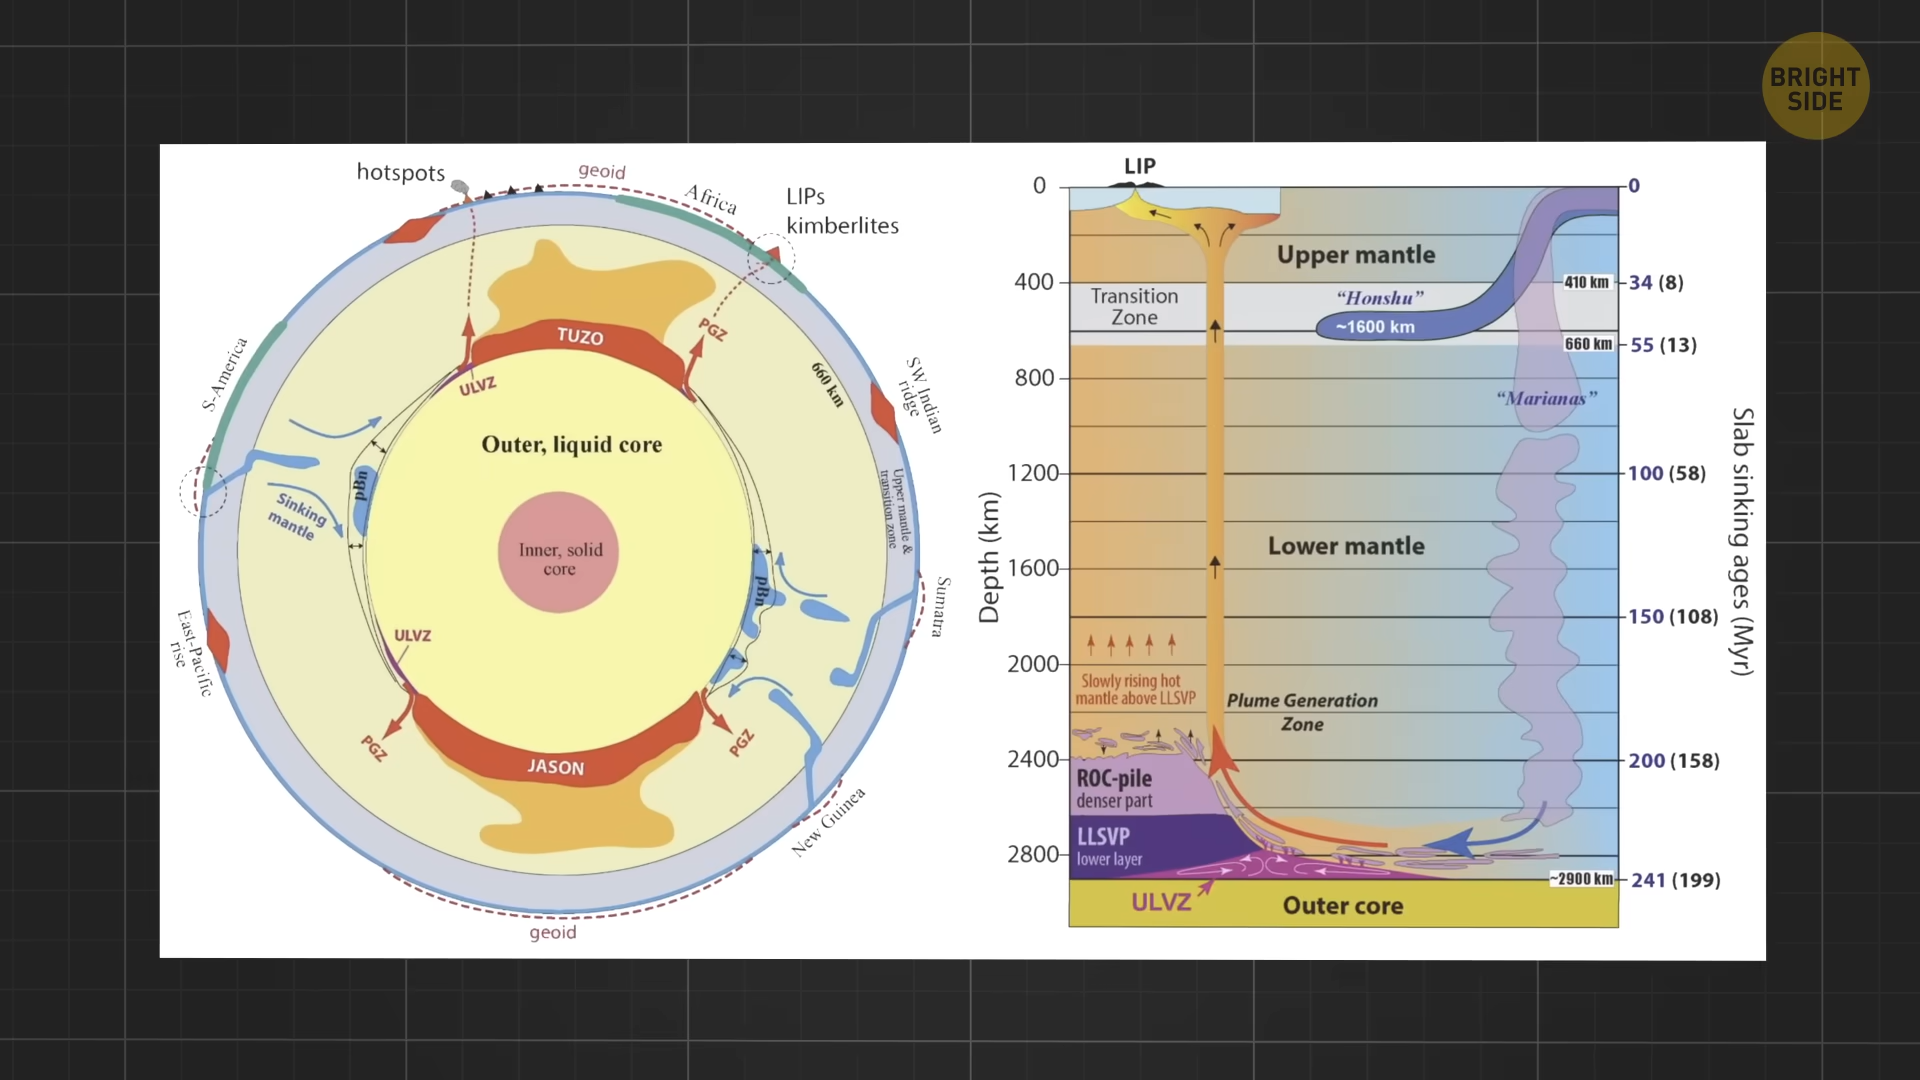 BRIGHT
SIDE
hotspots
geoid
Africa
LIPs
kimberlites
S-America
TUZO
PGZ
ULVZ
660 km
SW Indian
ridge
Outer, liquid core
pBn
Sinking
mantle
Upper mantle &
transition zone
Inner, solid
core
pBn
Sumatra
East-Pacific
rise
ULVZ
PGZ
JASON
PGZ
New Guinea
geoid
LIP
Depth (km)
0
400
800
1200
1600
2000
2400
2800
Upper mantle
Transition
Zone
“Honshu”
~1600 km
410 km
660 km
“Marianas”
Lower mantle
Slowly rising hot
mantle above LLSVP
Plume Generation
Zone
ROC-pile
denser part
LLSVP
lower layer
~2900 km
ULVZ
Outer core
0
34 (8)
55 (13)
100 (58)
150 (108)
200 (158)
241 (199)
Slab sinking ages (Myr)